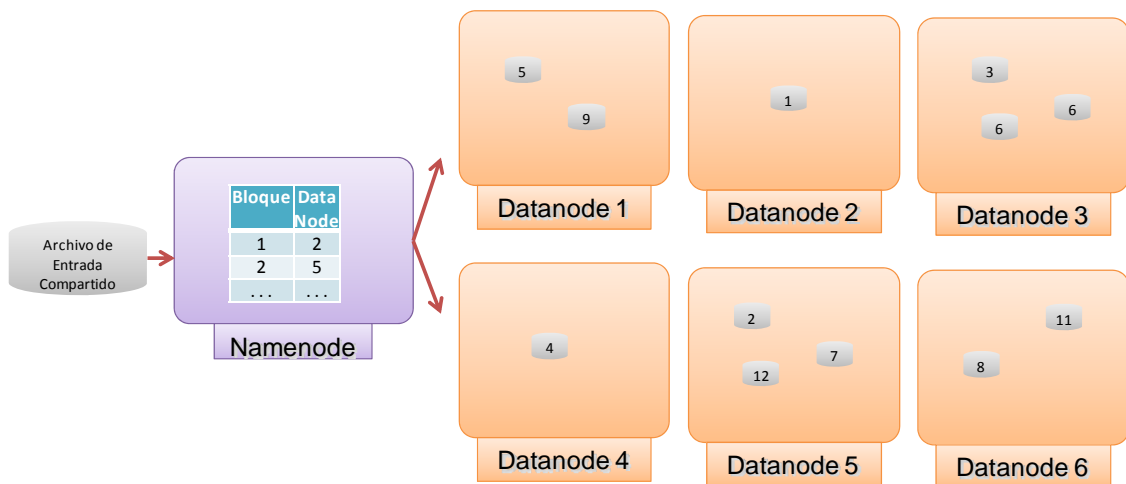 Archivo de
Entrada
Compartido
Bloque Data
Node
1 2
2 5
. . . . . .
Namenode
5
9
Datanode 1
1
Datanode 2
3
6
6
Datanode 3
4
Datanode 4
2
7
12
Datanode 5
11
8
Datanode 6